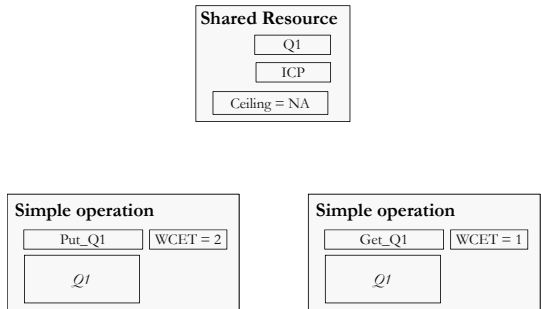 Shared Resource
Q1
ICP
Ceiling = NA
Simple operation
Put_Q1 WCET = 2
Q1
Simple operation
Get_Q1 WCET = 1
Q1